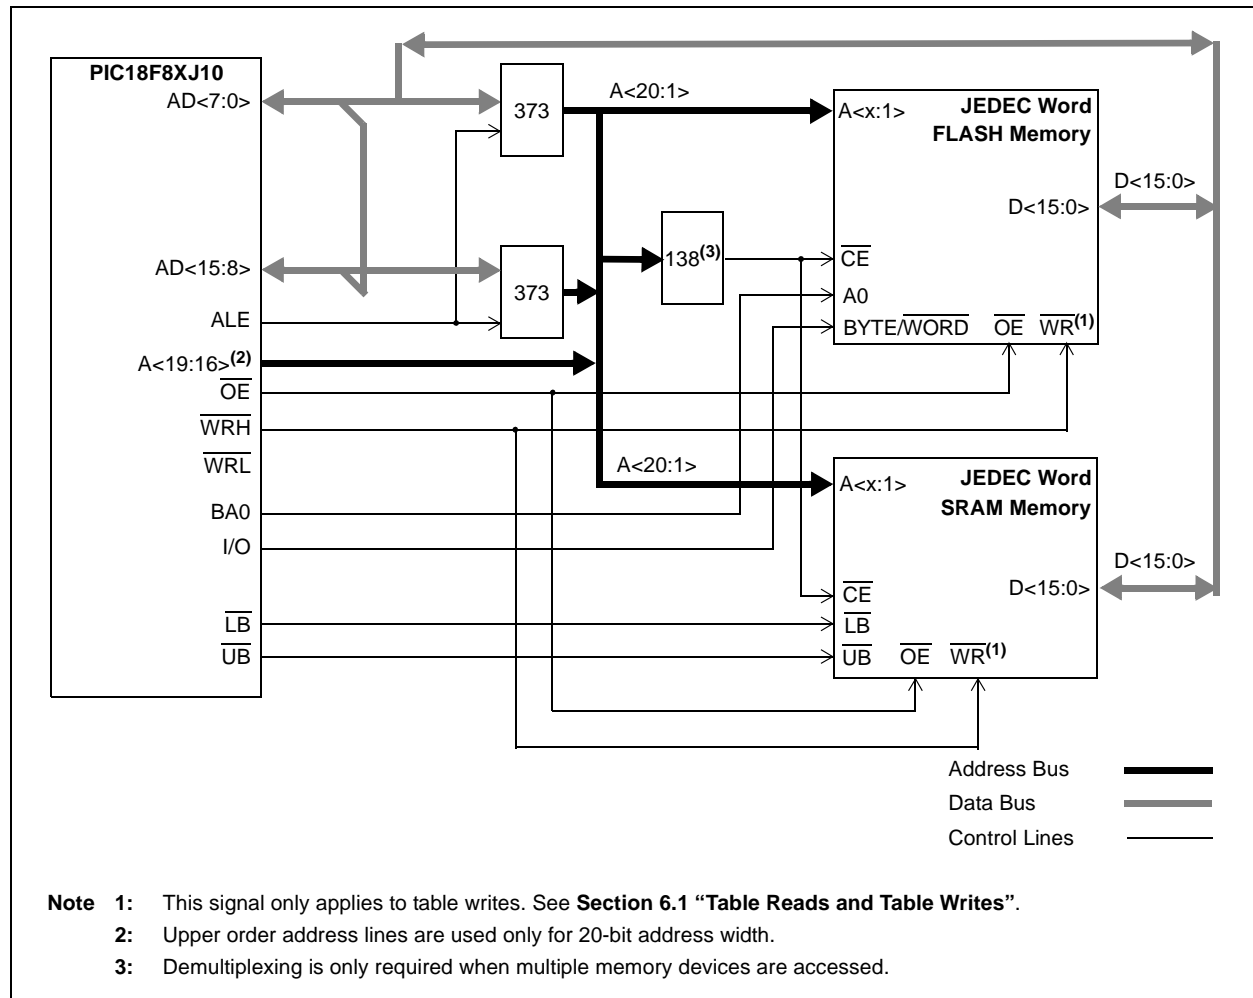 PIC18F8XJ10
AD<7:0>
AD<15:8>
ALE
A<19:16>(2)
OE
WRH
WRL
BA0
I/O
LB
UB
373
373
138(3)
A<20:1>
A<20:1>
A<x:1>
JEDEC Word
FLASH Memory
D<15:0>
CE
A0
BYTE/WORD
OE
WR(1)
D<15:0>
A<x:1>
JEDEC Word
SRAM Memory
D<15:0>
CE
LB
UB
OE
WR(1)
D<15:0>
Address Bus
Data Bus
Control Lines
Note 1: This signal only applies to table writes. See Section 6.1 “Table Reads and Table Writes”.
2: Upper order address lines are used only for 20-bit address width.
3: Demultiplexing is only required when multiple memory devices are accessed.